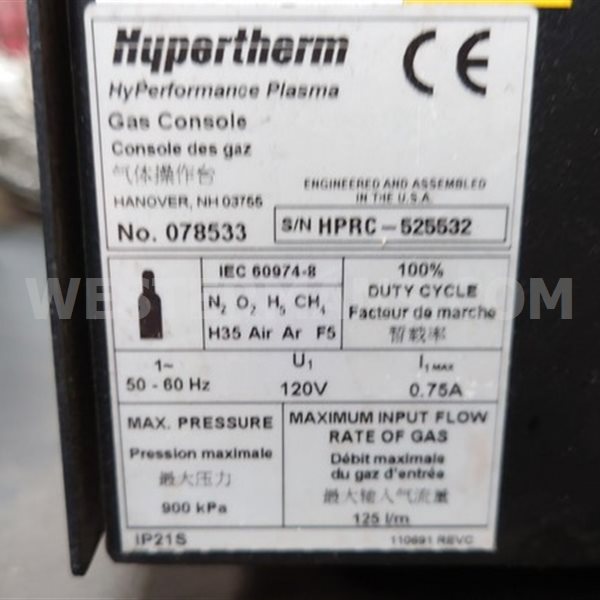 Hypertherm
CE
HyPerformance Plasma
Gas Console
Console des gaz
气体操作台
HANOVER, NH 03755
ENGINEERED AND ASSEMBLED
IN THE U.S.A.
No. 078533
S/N HPRC - 525532
IEC 60974-8
N2 O2 H5 CH4
H35 Air Ar F5
100%
DUTY CYCLE
Facteur de marche
暂载率
1~
50 - 60 Hz
U1
120V
I1 MAX
0.75A
MAX. PRESSURE
Pression maximale
最大压力
900 kPa
MAXIMUM INPUT FLOW
RATE OF GAS
Débit maximale
du gaz d'entrée
最大输入气流量
125 l/m
IP21S
110691 REVC